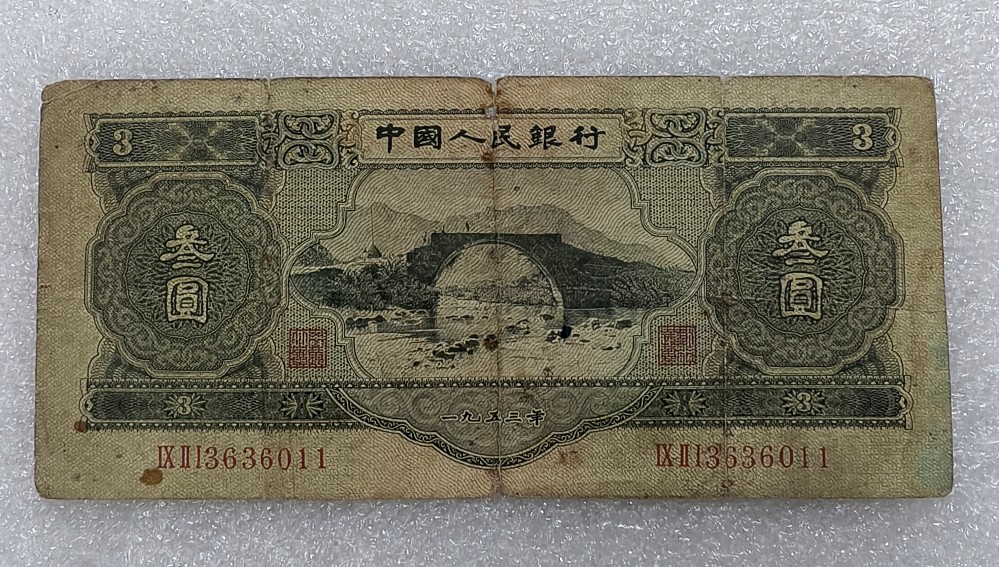 中國人民銀行
3 3
叁圓 叁圓
3 一九五三年 3
IX II I 3636011 IX II I 3636011